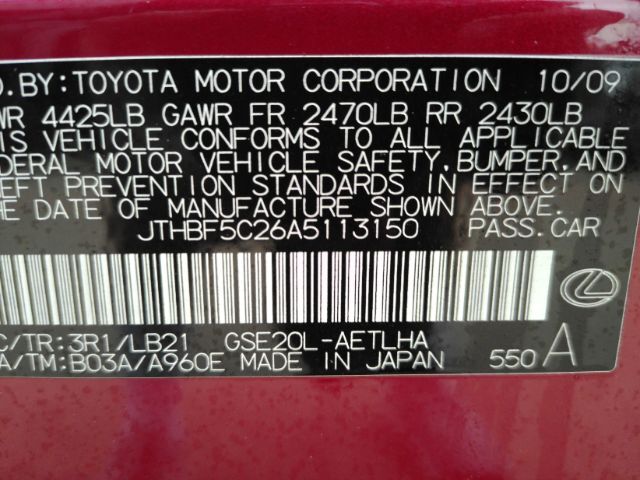 D. BY: TOYOTA MOTOR CORPORATION 10/09
WR 4425LB GAWR FR 2470LB RR 2430LB
IS VEHICLE CONFORMS TO ALL APPLICABLE
DERAL MOTOR VEHICLE SAFETY, BUMPER, AND
EFT PREVENTION STANDARDS IN EFFECT ON
E DATE OF MANUFACTURE SHOWN ABOVE.
JTHBF5C26A5113150 PASS.CAR
C/TR:3R1/LB21 GSE20L-AETLHA
A/TM:B03A/A960E MADE IN JAPAN 550 A